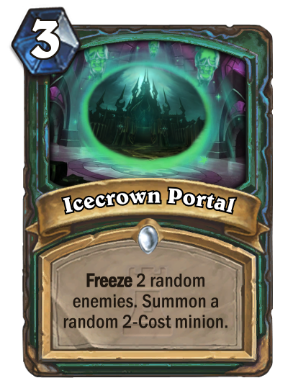 3
Icecrown Portal
Freeze 2 random
enemies. Summon a
random 2-Cost minion.